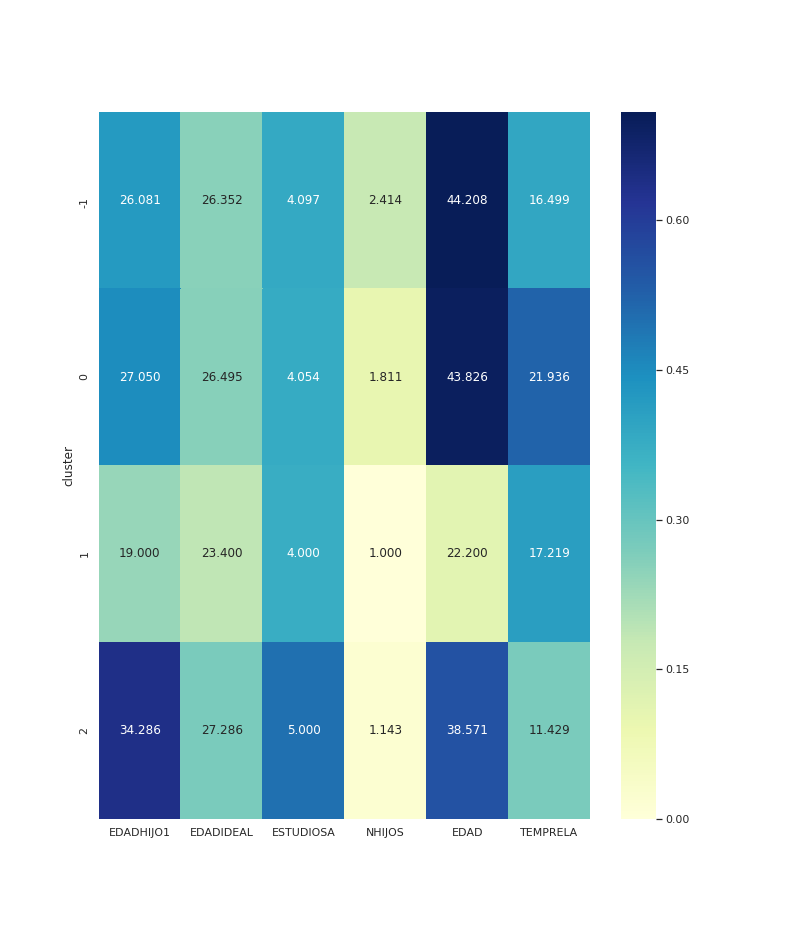 -1 26.081 26.352 4.097 2.414 44.208 16.499
0.60
0 27.050 26.495 4.054 1.811 43.826 21.936
0.45
cluster
1 19.000 23.400 4.000 1.000 22.200 17.219
0.30
0.15
2 34.286 27.286 5.000 1.143 38.571 11.429
0.00
EDADHIJO1 EDADIDEAL ESTUDIOSA NHIJOS EDAD TEMPRELA